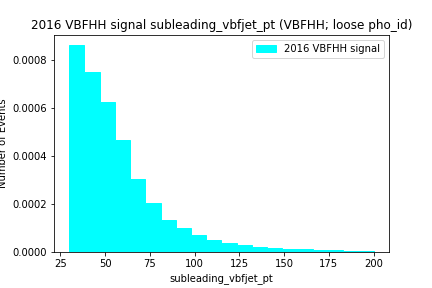 2016 VBFHH signal subleading_vbfjet_pt (VBFHH; loose pho_id)
2016 VBFHH signal
Number of Events
0.0008
0.0006
0.0004
0.0002
0.0000
25 50 75 100 125 150 175 200
subleading_vbfjet_pt